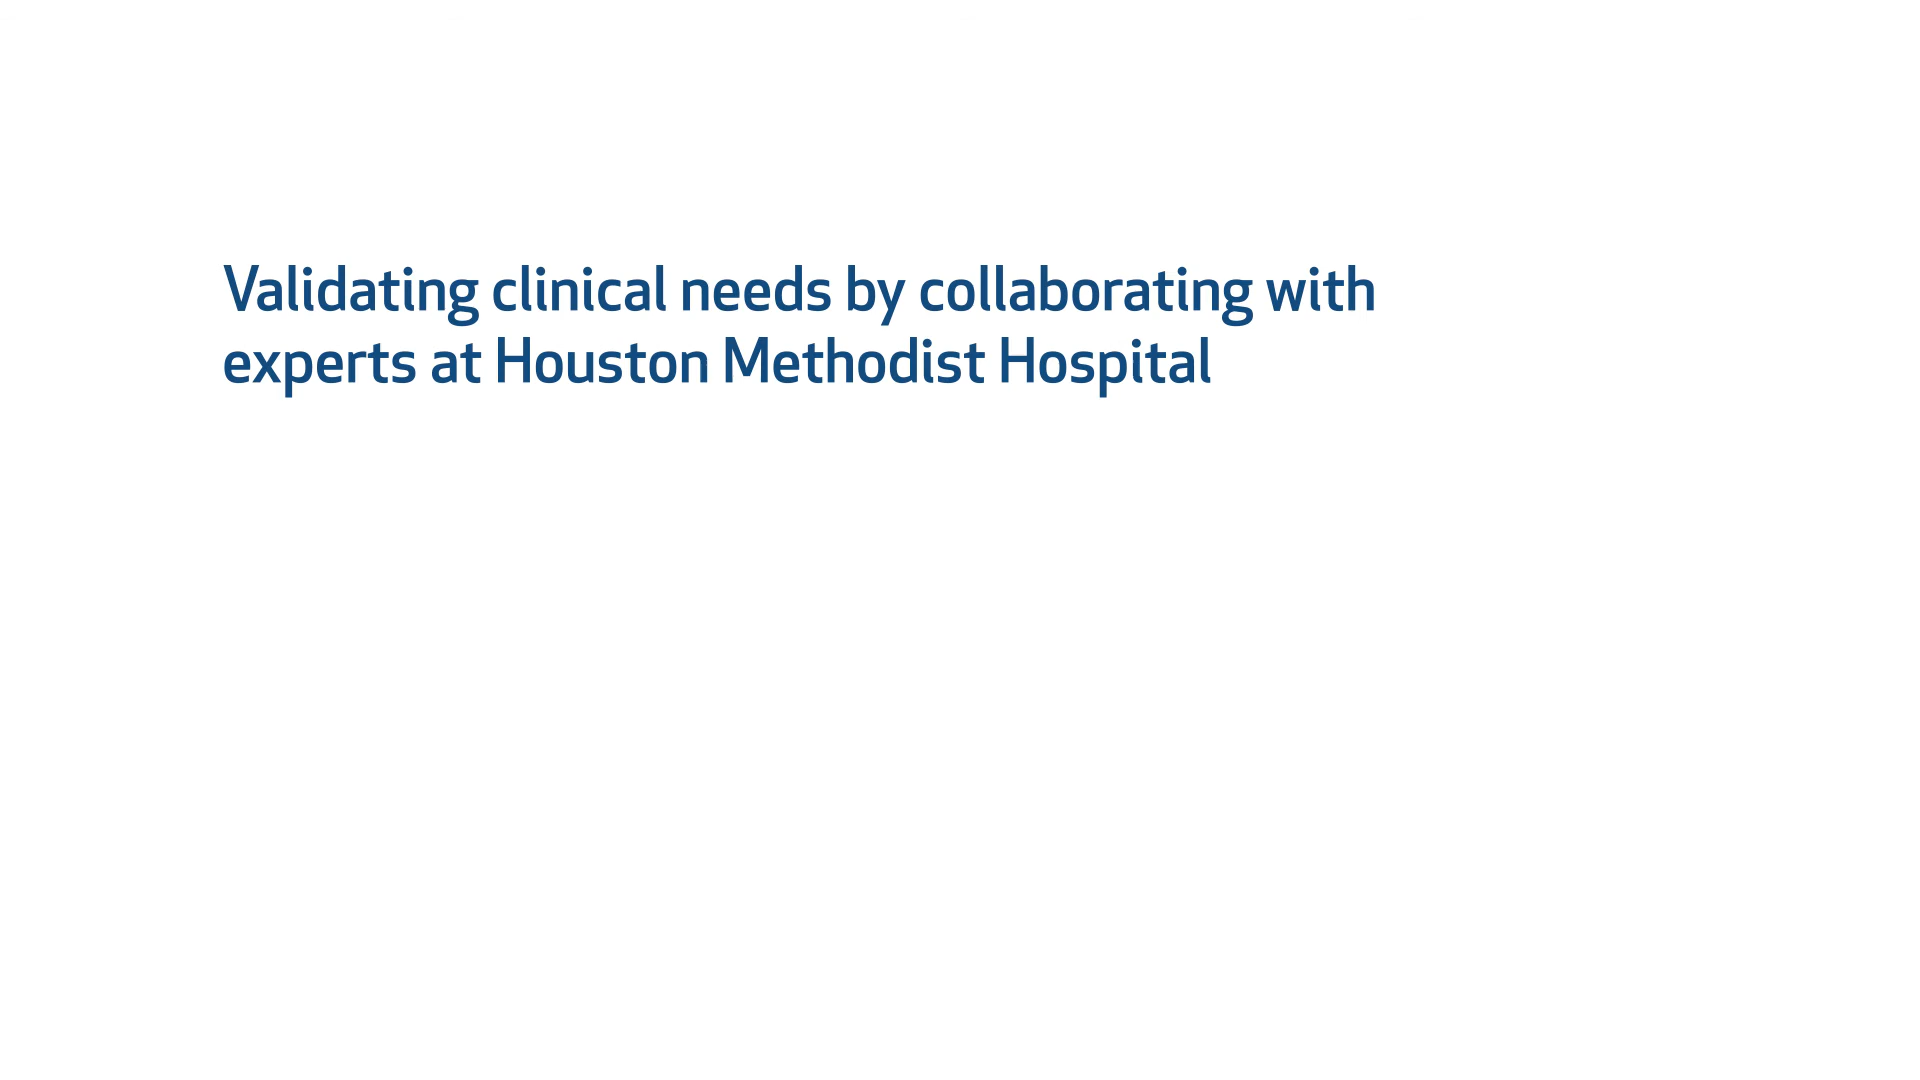 Validating clinical needs by collaborating with
experts at Houston Methodist Hospital